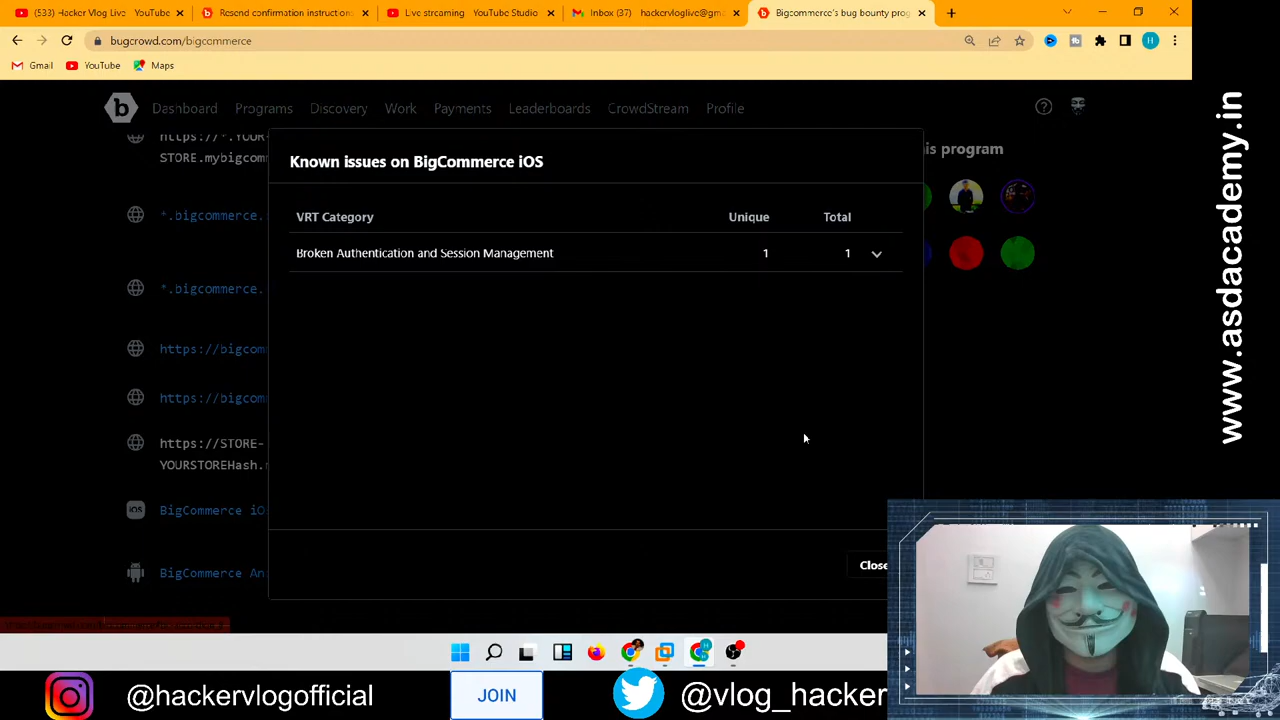 (533) Hacker Vlog Live - YouTube
Resend confirmation instruction
Live streaming - YouTube Studio
Inbox (37) - hackervloglive@gm
Bigcommerce's bug bounty prog
bugcrowd.com/bigcommerce
H
Gmail YouTube Maps
b Dashboard Programs Discovery Work Payments Leaderboards CrowdStream Profile
https://*.YOUR-
STORE.mybigcomm
*.bigcommerce.
*.bigcommerce.
https://bigcom
https://bigcom
https://STORE-
YOURSTOREHash.
iOS BigCommerce iO
BigCommerce An
his program
Known issues on BigCommerce iOS
VRT Category Unique Total
Broken Authentication and Session Management 1 1
Close
www.asdacademy.in
@hackervlogofficial
JOIN
@vlog_hacker